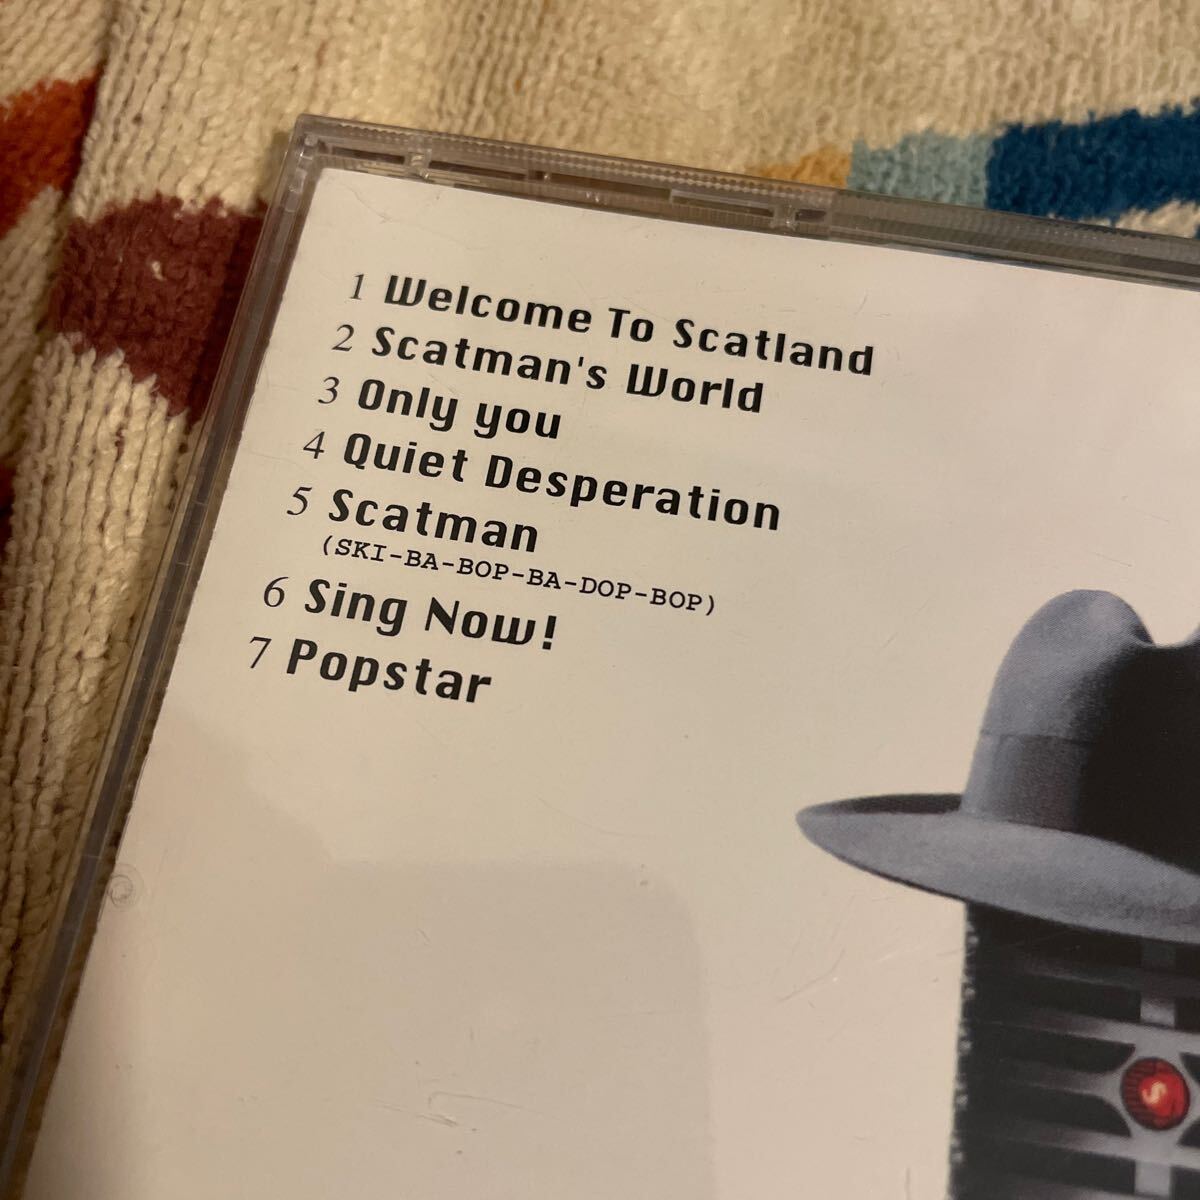 1 Welcome To Scatland
2 Scatman's World
3 Only you
4 Quiet Desperation
5 Scatman
(SKI-BA-BOP-BA-DOP-BOP)
6 Sing Now!
7 Popstar
S